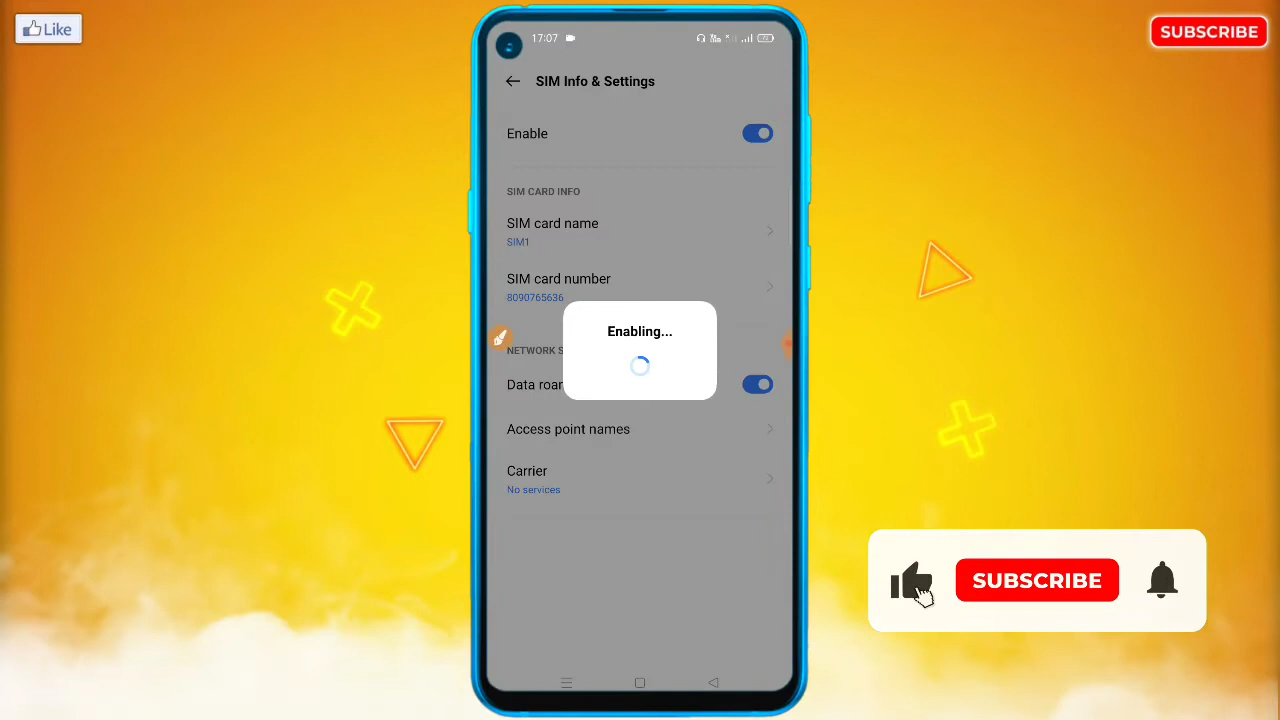 Like
SUBSCRIBE
17:07
SIM Info & Settings
Enable
SIM CARD INFO
SIM card name
SIM1
SIM card number
8090765636
Enabling...
NETWORK S
Data roar
Access point names
Carrier
No services
SUBSCRIBE